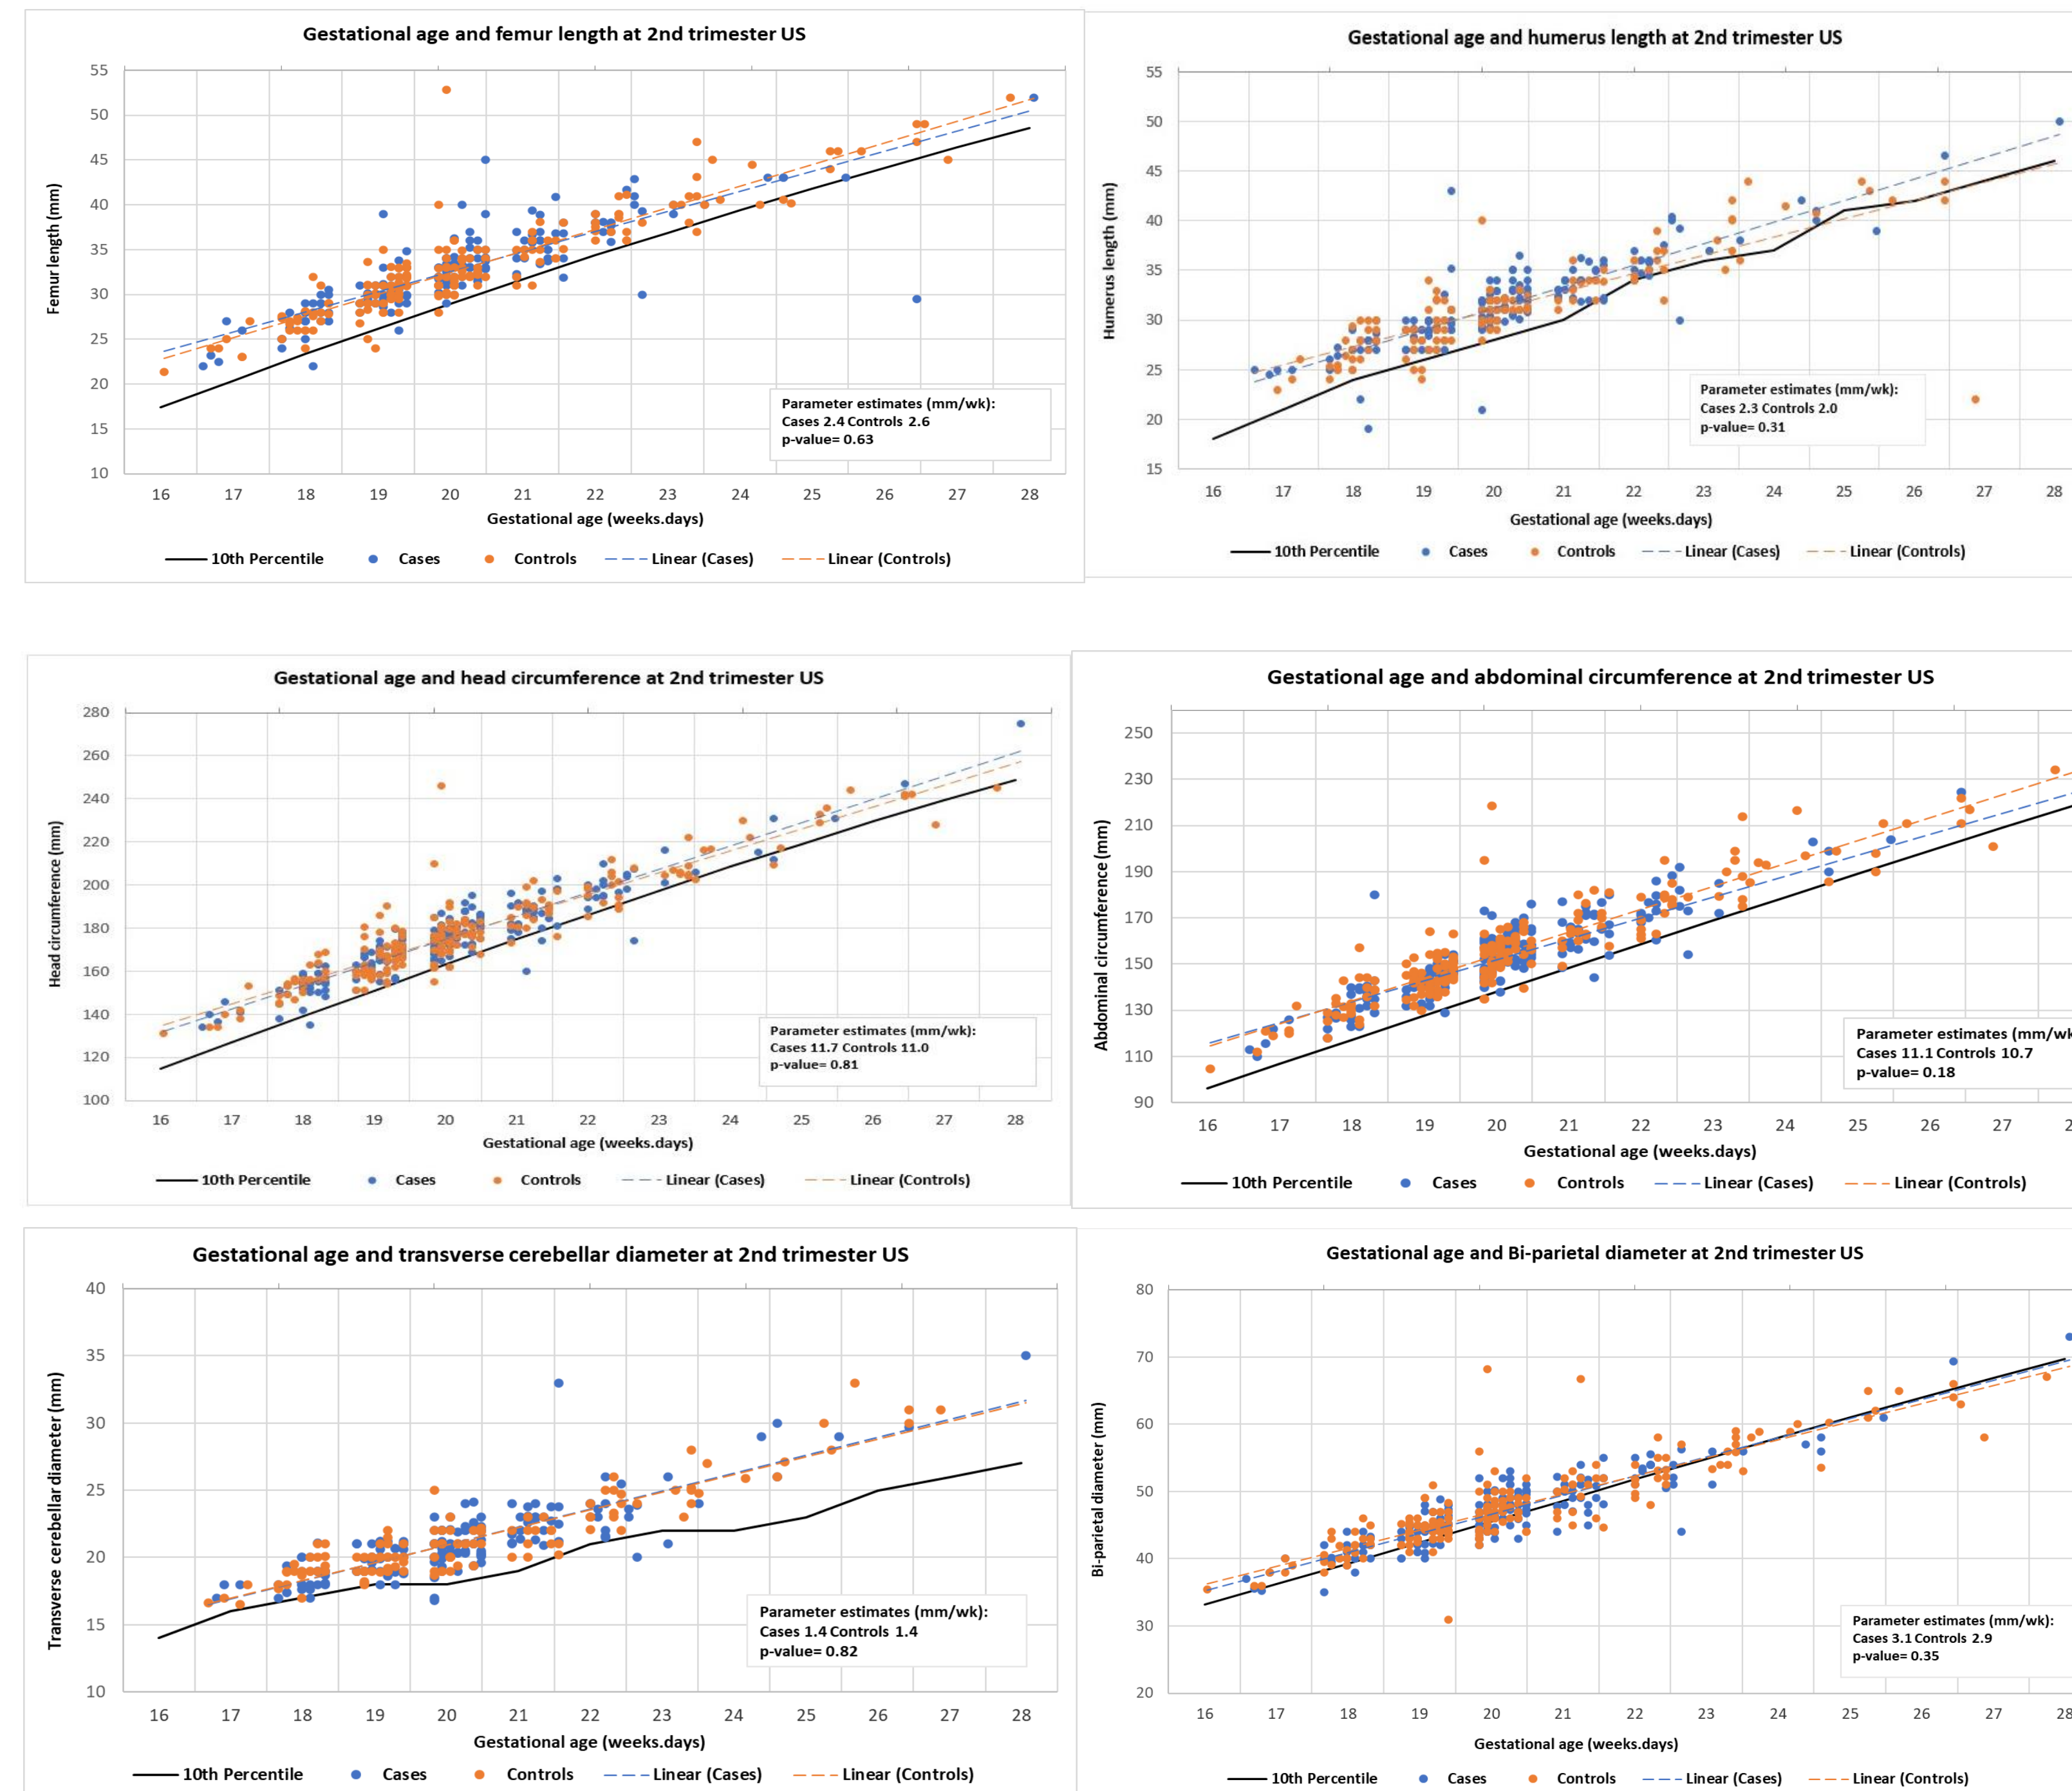 Gestational age and femur length at 2nd trimester US
55
50
45
40
35
30
25
20
15
10
Femur length (mm)
Parameter estimates (mm/wk):
Cases 2.4 Controls 2.6
p-value= 0.63
16 17 18 19 20 21 22 23 24 25 26 27 28
Gestational age (weeks.days)
10th Percentile Cases Controls Linear (Cases) Linear (Controls)
Gestational age and humerus length at 2nd trimester US
55
50
45
40
35
30
25
20
15
Humerus length (mm)
Parameter estimates (mm/wk):
Cases 2.3 Controls 2.0
p-value= 0.31
16 17 18 19 20 21 22 23 24 25 26 27 28
Gestational age (weeks.days)
10th Percentile Cases Controls Linear (Cases) Linear (Controls)
Gestational age and head circumference at 2nd trimester US
280
260
240
220
200
180
160
140
120
100
Head circumference (mm)
Parameter estimates (mm/wk):
Cases 11.7 Controls 11.0
p-value= 0.81
16 17 18 19 20 21 22 23 24 25 26 27 28
Gestational age (weeks.days)
10th Percentile Cases Controls Linear (Cases) Linear (Controls)
Gestational age and abdominal circumference at 2nd trimester US
250
230
210
190
170
150
130
110
90
Abdominal circumference (mm)
Parameter estimates (mm/wk
Cases 11.1 Controls 10.7
p-value= 0.18
16 17 18 19 20 21 22 23 24 25 26 27 2
Gestational age (weeks.days)
10th Percentile Cases Controls Linear (Cases) Linear (Controls)
Gestational age and transverse cerebellar diameter at 2nd trimester US
40
35
30
25
20
15
10
Transverse cerebellar diameter (mm)
Parameter estimates (mm/wk):
Cases 1.4 Controls 1.4
p-value= 0.82
16 17 18 19 20 21 22 23 24 25 26 27 28
Gestational age (weeks.days)
10th Percentile Cases Controls Linear (Cases) Linear (Controls)
Gestational age and Bi-parietal diameter at 2nd trimester US
80
70
60
50
40
30
20
Bi-parietal diameter (mm)
Parameter estimates (mm/wk):
Cases 3.1 Controls 2.9
p-value= 0.35
16 17 18 19 20 21 22 23 24 25 26 27 28
Gestational age (weeks.days)
10th Percentile Cases Controls Linear (Cases) Linear (Controls)